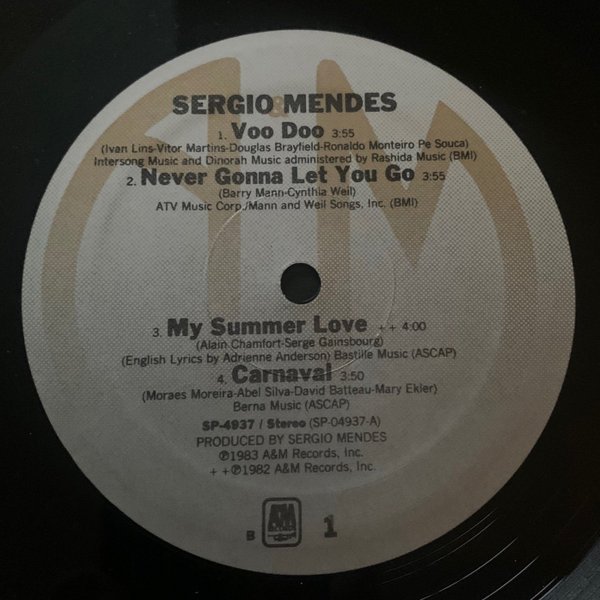 SERGIO MENDES
1. Voo Doo 3:55
(Ivan Lins-Vitor Martins-Douglas Brayfield-Ronaldo Monteiro Pe Souca)
Intersong Music and Dinorah Music administered by Rashida Music (BMI)
2. Never Gonna Let You Go 3:55
(Barry Mann-Cynthia Weil)
ATV Music Corp./Mann and Weil Songs, Inc. (BMI)
3. My Summer Love + + 4:00
(Alain Chamfort-Serge Gainsbourg)
(English Lyrics by Adrienne Anderson) Bastille Music (ASCAP)
4. Carnaval 3:50
(Moraes Moreira-Abel Silva-David Batteau-Mary Ekler)
Berna Music (ASCAP)
SP-4937 / Stereo (SP-04937-A)
PRODUCED BY SERGIO MENDES
℗1983 A&M Records, Inc.
+ +℗1982 A&M Records, Inc.
B A&M RECORDS 1